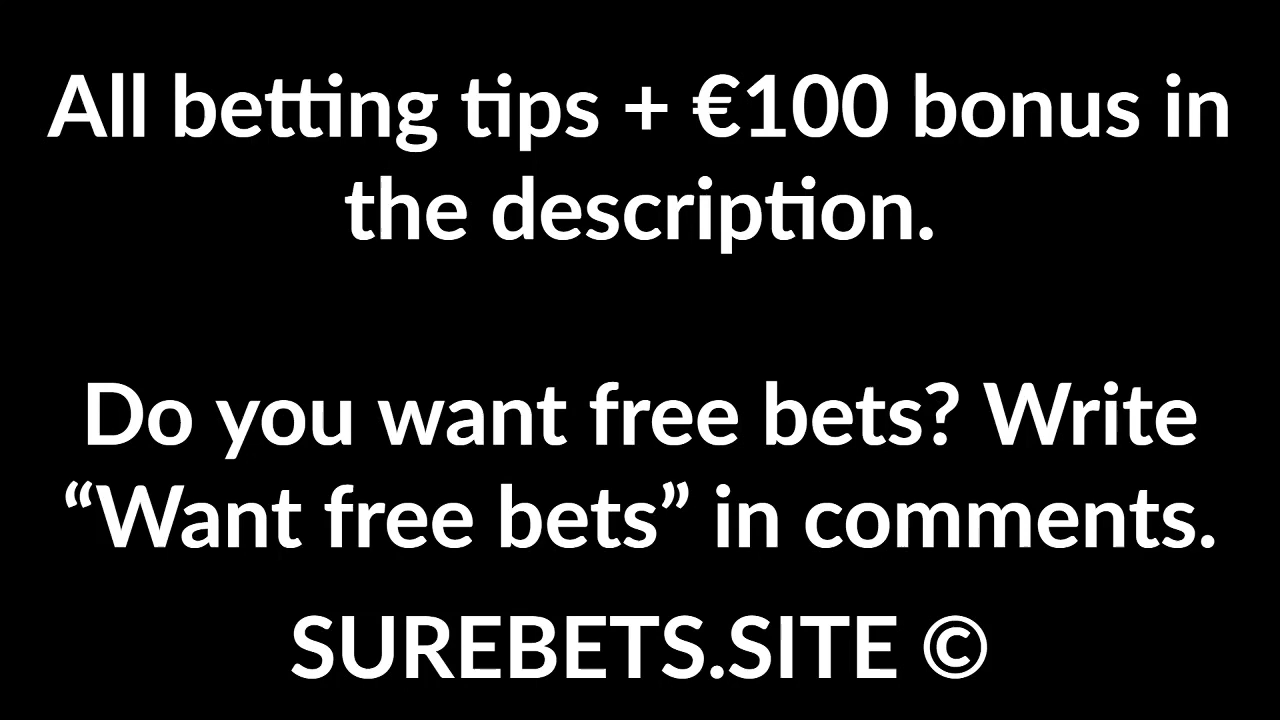 All betting tips + €100 bonus in
the description.
Do you want free bets? Write
“Want free bets” in comments.
SUREBETS.SITE ©